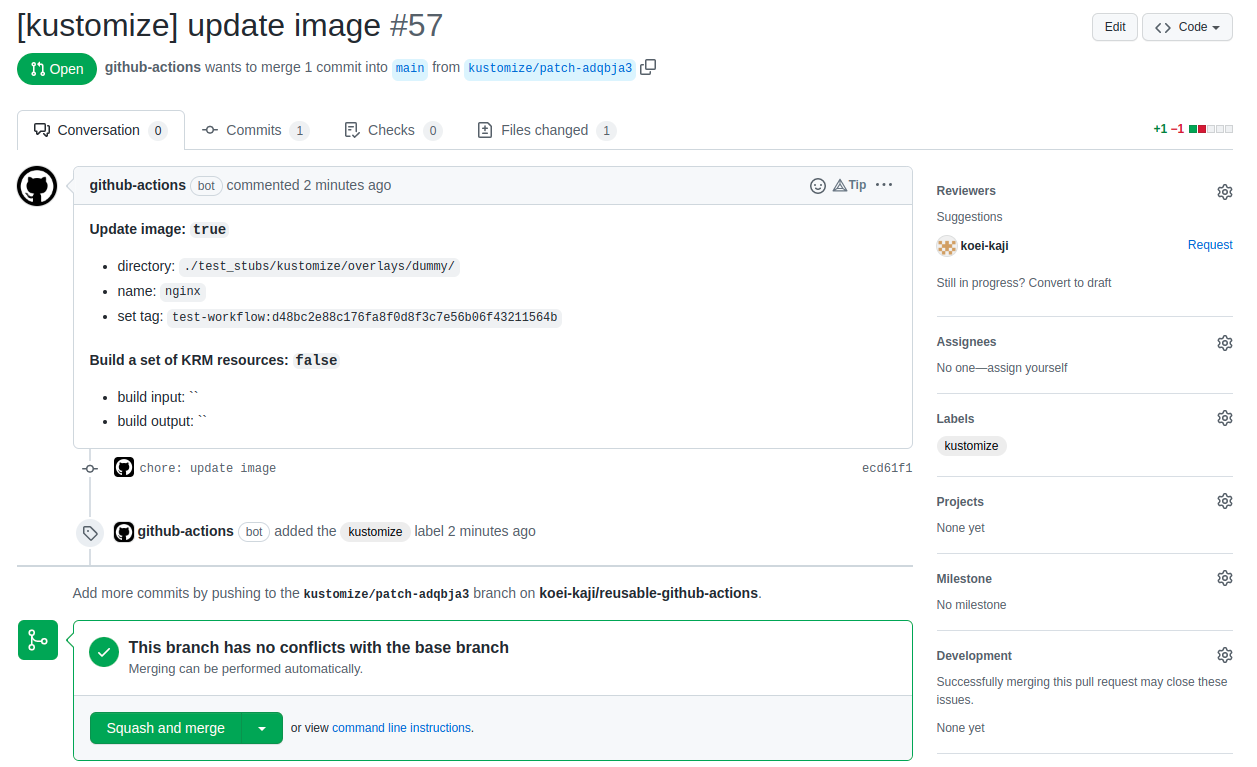 [kustomize] update image #57
Edit
Code
Open
github-actions wants to merge 1 commit into main from kustomize/patch-adqbja3
Conversation 0
Commits 1
Checks 0
Files changed 1
+1 −1
github-actions bot commented 2 minutes ago
Tip
Update image: true
directory: ./test_stubs/kustomize/overlays/dummy/
name: nginx
set tag: test-workflow:d48bc2e88c176fa8f0d8f3c7e56b06f43211564b
Build a set of KRM resources: false
build input: ``
build output: ``
chore: update image
ecd61f1
github-actions bot added the kustomize label 2 minutes ago
Add more commits by pushing to the kustomize/patch-adqbja3 branch on koei-kaji/reusable-github-actions.
This branch has no conflicts with the base branch
Merging can be performed automatically.
Squash and merge
or view command line instructions.
Reviewers
Suggestions
koei-kaji
Request
Still in progress? Convert to draft
Assignees
No one—assign yourself
Labels
kustomize
Projects
None yet
Milestone
No milestone
Development
Successfully merging this pull request may close these
issues.
None yet